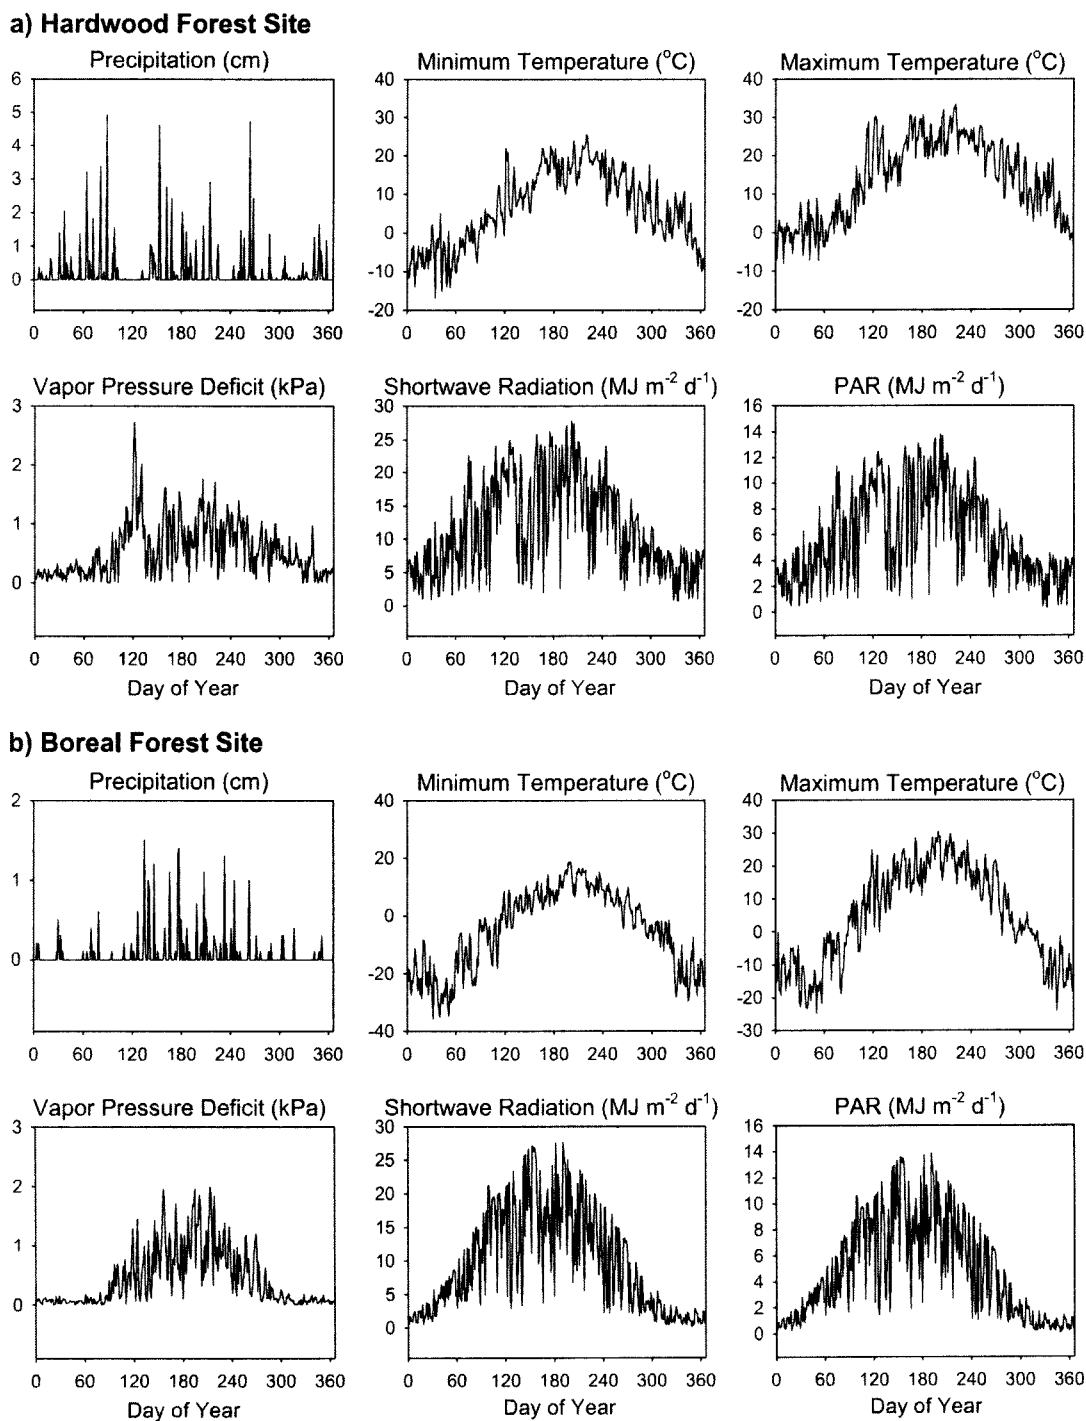 a) Hardwood Forest Site
Precipitation (cm) Minimum Temperature (°C) Maximum Temperature (°C)
6 40 40
5 30 30
4 20 20
3 10 10
2 0 0
1 -10 -10
0 -20 -20
0 60 120 180 240 300 360 0 60 120 180 240 300 360 0 60 120 180 240 300 360
Vapor Pressure Deficit (kPa) Shortwave Radiation (MJ m-2 d-1) PAR (MJ m-2 d-1)
3 30 16
2 25 14
1 20 12
0 15 10
10 8
5 6
0 4
2
0
0 60 120 180 240 300 360 0 60 120 180 240 300 360 0 60 120 180 240 300 360
Day of Year Day of Year Day of Year
b) Boreal Forest Site
Precipitation (cm) Minimum Temperature (°C) Maximum Temperature (°C)
2 40 40
1 20 30
0 0 20
-20 10
-40 0
-10
-20
-30
0 60 120 180 240 300 360 0 60 120 180 240 300 360 0 60 120 180 240 300 360
Vapor Pressure Deficit (kPa) Shortwave Radiation (MJ m-2 d-1) PAR (MJ m-2 d-1)
3 30 16
2 25 14
1 20 12
0 15 10
10 8
5 6
0 4
2
0
0 60 120 180 240 300 360 0 60 120 180 240 300 360 0 60 120 180 240 300 360
Day of Year Day of Year Day of Year